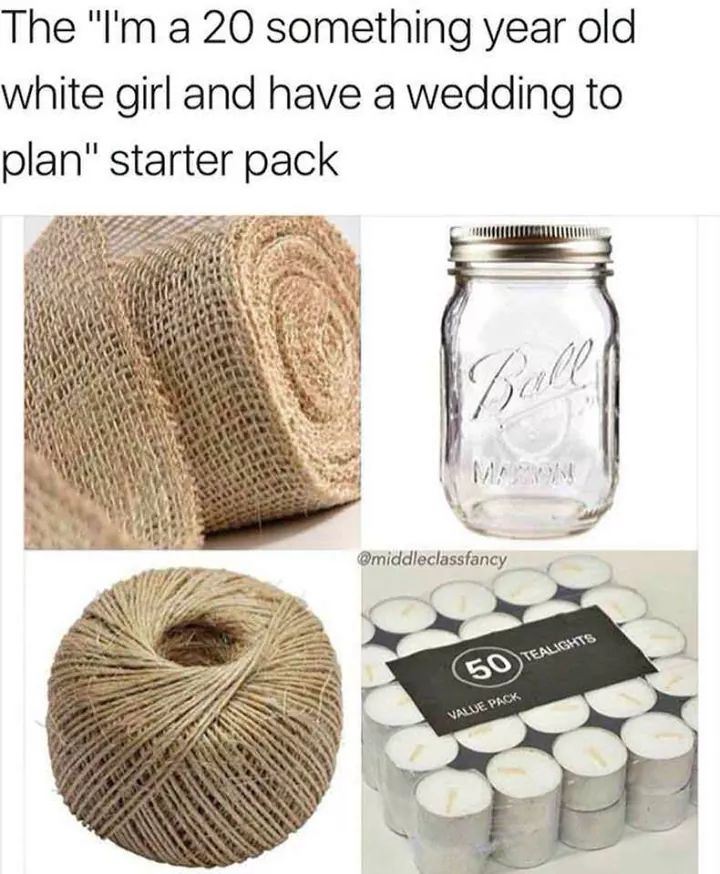 The "I'm a 20 something year old
white girl and have a wedding to
plan" starter pack
Ball
MASON
@middleclassfancy
50 TEALIGHTS
VALUE PACK